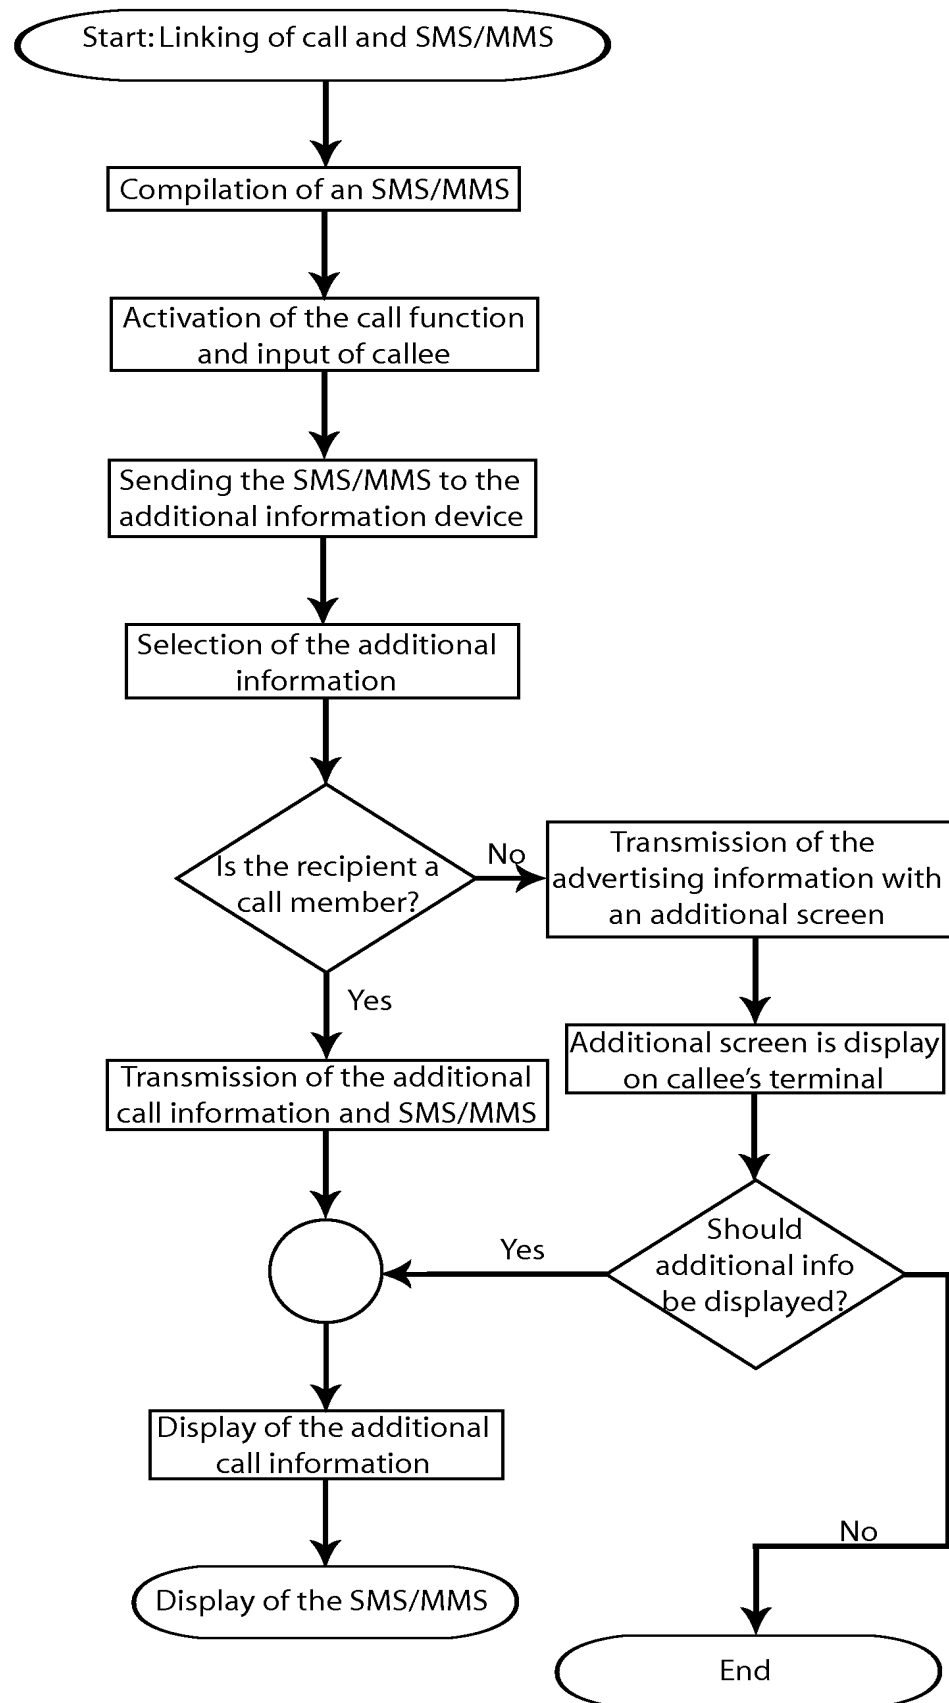 Start: Linking of call and SMS/MMS
Compilation of an SMS/MMS
Activation of the call function
and input of callee
Sending the SMS/MMS to the
additional information device
Selection of the additional
information
Is the recipient a
call member?
No
Transmission of the
advertising information with
an additional screen
Yes
Additional screen is display
on callee's terminal
Transmission of the additional
call information and SMS/MMS
Should
additional info
be displayed?
Yes
Display of the additional
call information
No
Display of the SMS/MMS
End